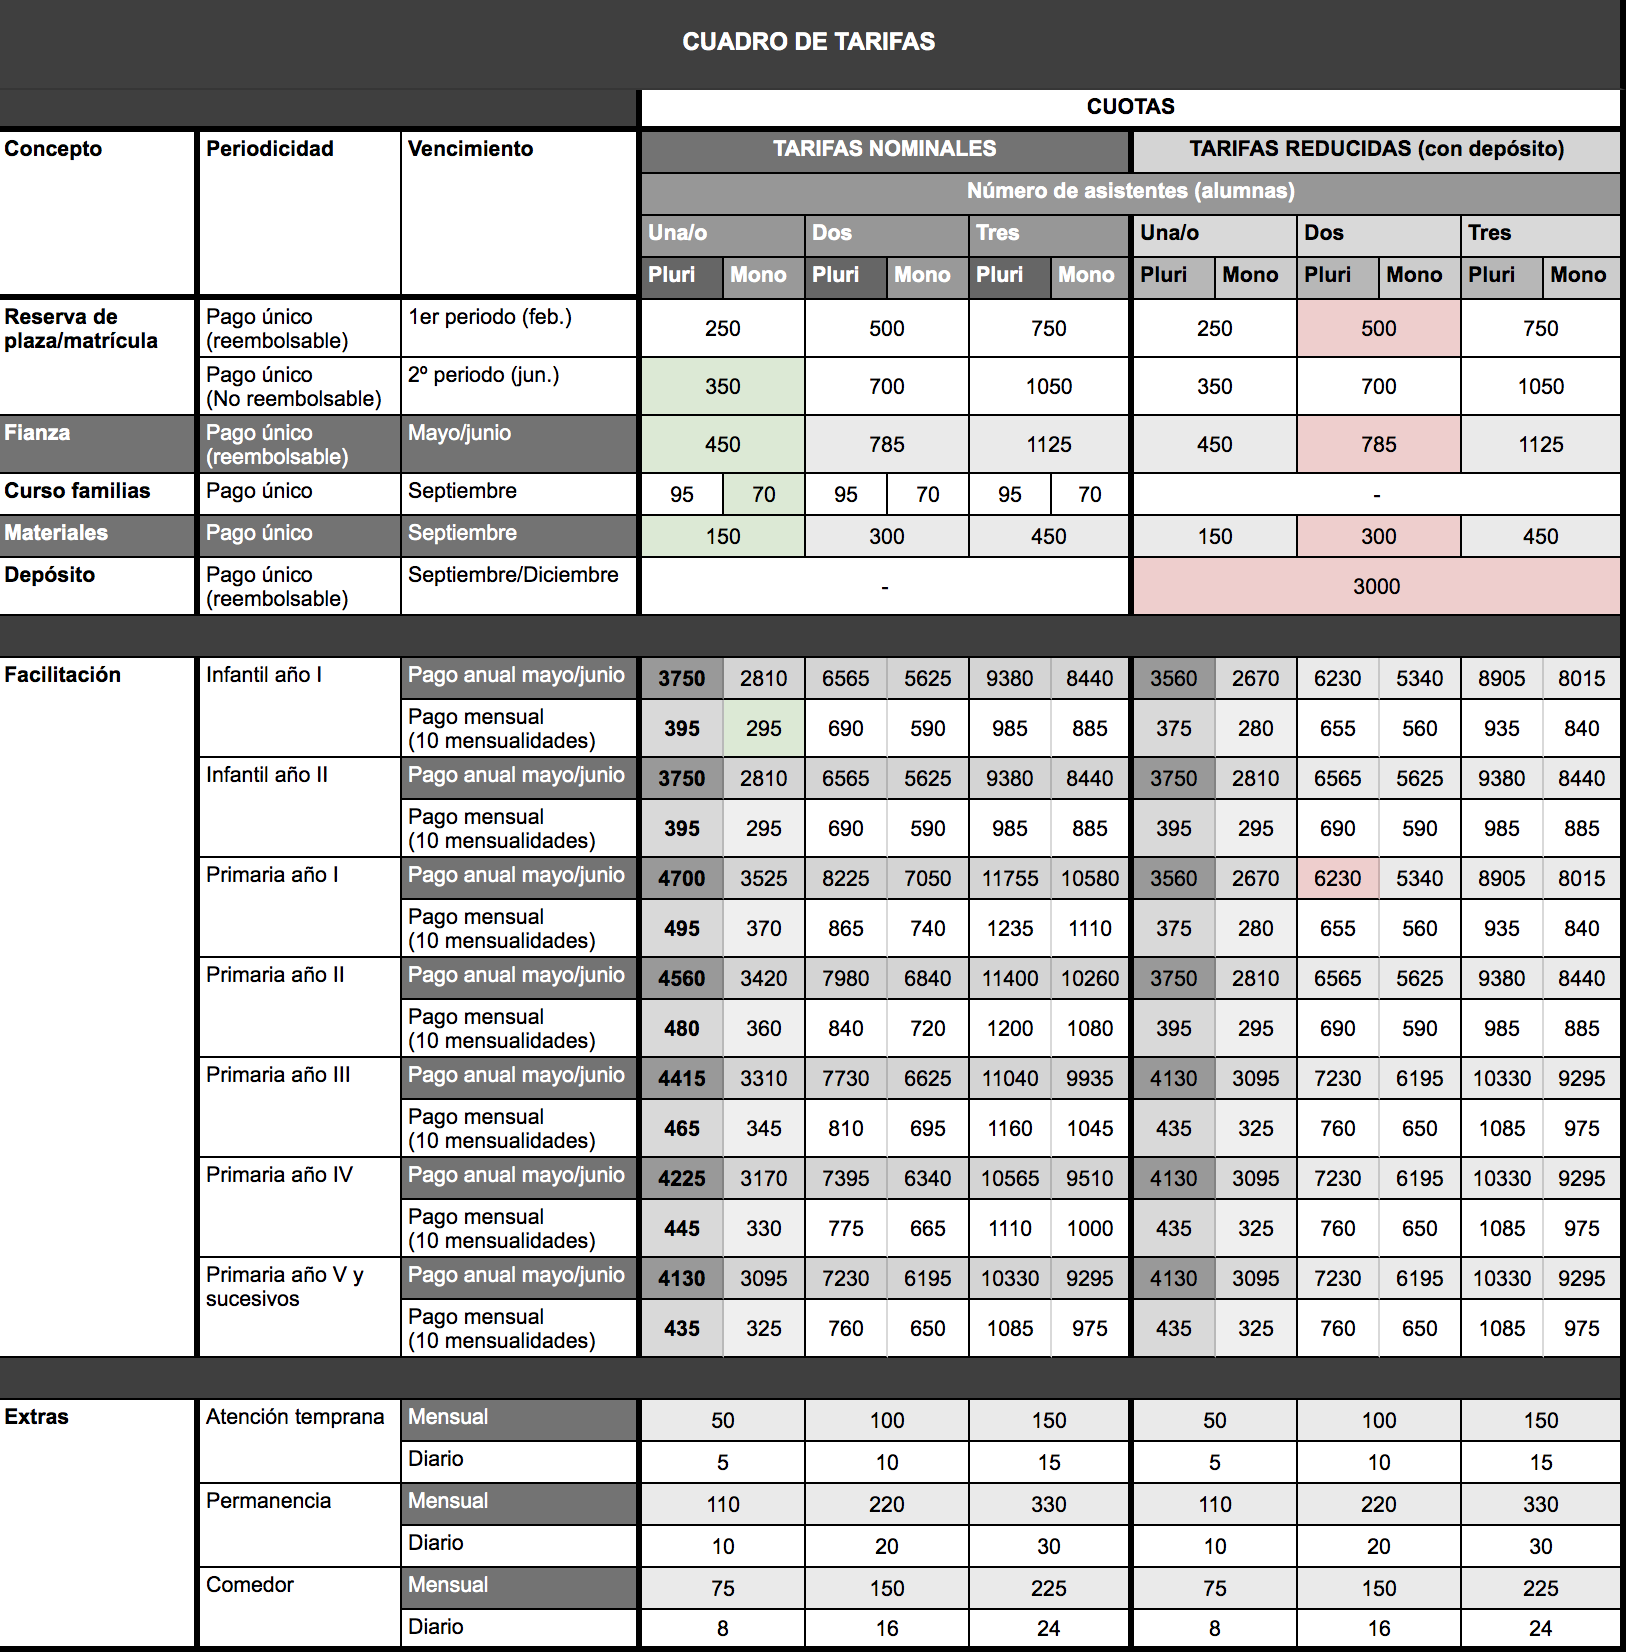 CUADRO DE TARIFAS
CUOTAS
Concepto Periodicidad Vencimiento TARIFAS NOMINALES TARIFAS REDUCIDAS (con depósito)
Número de asistentes (alumnas)
Una/o Dos Tres Una/o Dos Tres
Pluri Mono Pluri Mono Pluri Mono Pluri Mono Pluri Mono Pluri Mono
Reserva de plaza/matrícula Pago único (reembolsable) 1er periodo (feb.) 250 500 750 250 500 750
Pago único (No reembolsable) 2º periodo (jun.) 350 700 1050 350 700 1050
Fianza Pago único (reembolsable) Mayo/junio 450 785 1125 450 785 1125
Curso familias Pago único Septiembre 95 70 95 70 95 70 -
Materiales Pago único Septiembre 150 300 450 150 300 450
Depósito Pago único (reembolsable) Septiembre/Diciembre - 3000
Facilitación Infantil año I Pago anual mayo/junio 3750 2810 6565 5625 9380 8440 3560 2670 6230 5340 8905 8015
Pago mensual (10 mensualidades) 395 295 690 590 985 885 375 280 655 560 935 840
Infantil año II Pago anual mayo/junio 3750 2810 6565 5625 9380 8440 3750 2810 6565 5625 9380 8440
Pago mensual (10 mensualidades) 395 295 690 590 985 885 395 295 690 590 985 885
Primaria año I Pago anual mayo/junio 4700 3525 8225 7050 11755 10580 3560 2670 6230 5340 8905 8015
Pago mensual (10 mensualidades) 495 370 865 740 1235 1110 375 280 655 560 935 840
Primaria año II Pago anual mayo/junio 4560 3420 7980 6840 11400 10260 3750 2810 6565 5625 9380 8440
Pago mensual (10 mensualidades) 480 360 840 720 1200 1080 395 295 690 590 985 885
Primaria año III Pago anual mayo/junio 4415 3310 7730 6625 11040 9935 4130 3095 7230 6195 10330 9295
Pago mensual (10 mensualidades) 465 345 810 695 1160 1045 435 325 760 650 1085 975
Primaria año IV Pago anual mayo/junio 4225 3170 7395 6340 10565 9510 4130 3095 7230 6195 10330 9295
Pago mensual (10 mensualidades) 445 330 775 665 1110 1000 435 325 760 650 1085 975
Primaria año V y sucesivos Pago anual mayo/junio 4130 3095 7230 6195 10330 9295 4130 3095 7230 6195 10330 9295
Pago mensual (10 mensualidades) 435 325 760 650 1085 975 435 325 760 650 1085 975
Extras Atención temprana Mensual 50 100 150 50 100 150
Diario 5 10 15 5 10 15
Permanencia Mensual 110 220 330 110 220 330
Diario 10 20 30 10 20 30
Comedor Mensual 75 150 225 75 150 225
Diario 8 16 24 8 16 24